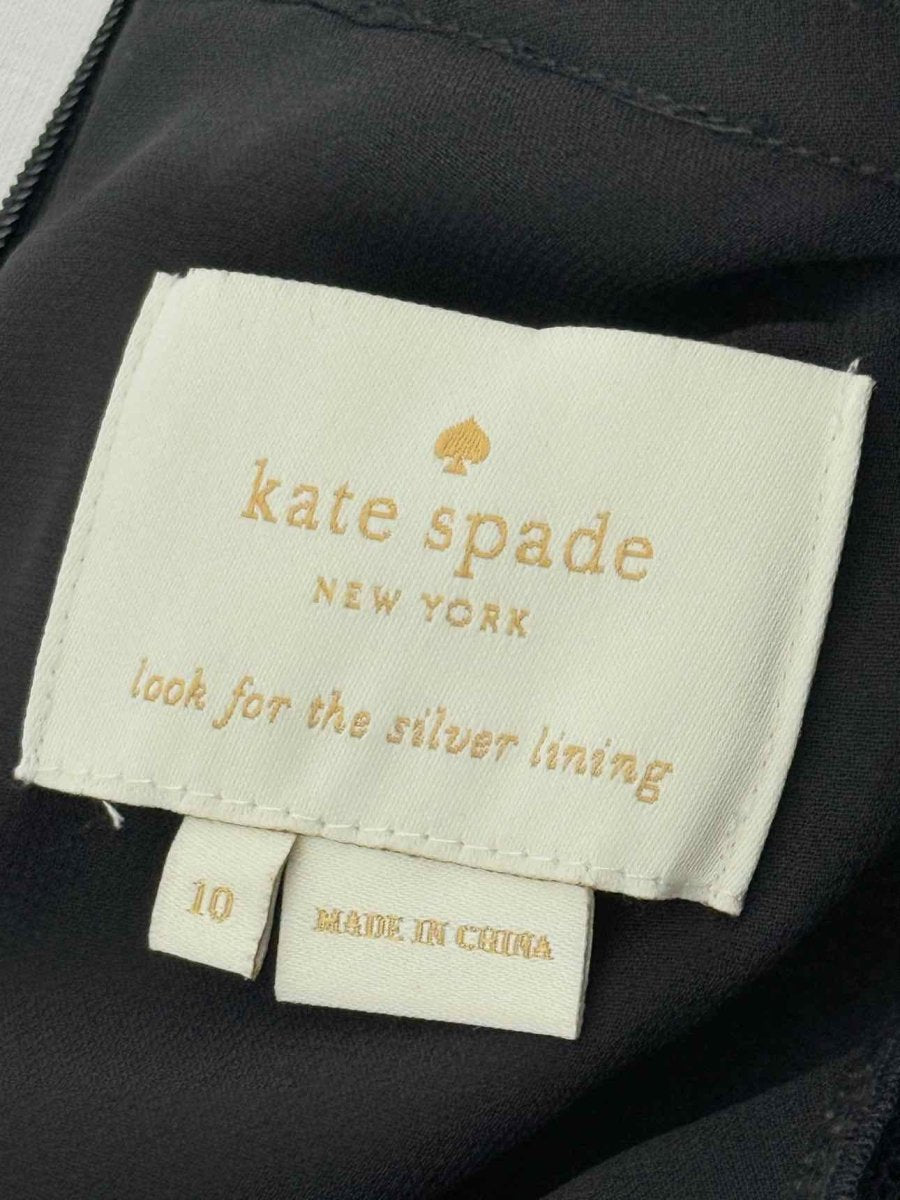 kate spade
NEW YORK
look for the silver lining
10
MADE IN CHINA